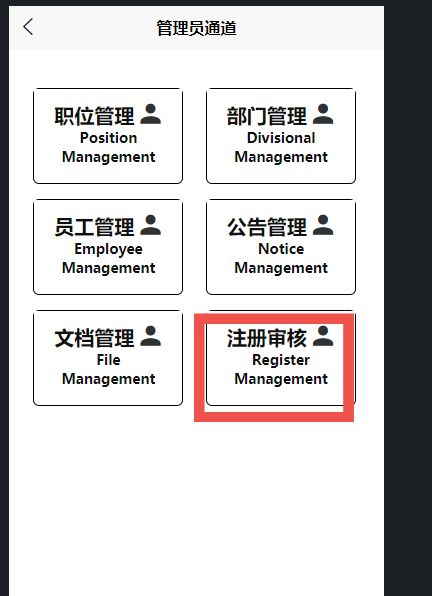 管理员通道
职位管理
Position
Management
部门管理
Divisional
Management
员工管理
Employee
Management
公告管理
Notice
Management
文档管理
File
Management
注册审核
Register
Management